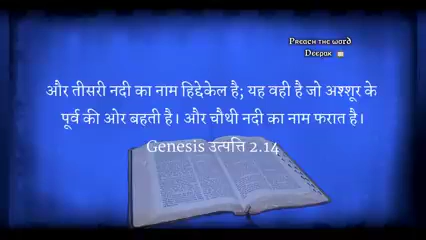 Preach the word
Deepak
और तीसरी नदी का नाम हिद्देकेल है; यह वही है जो अश्शूर के
पूर्व की ओर बहती है। और चौथी नदी का नाम फरात है।
Genesis उत्पत्ति 2.14